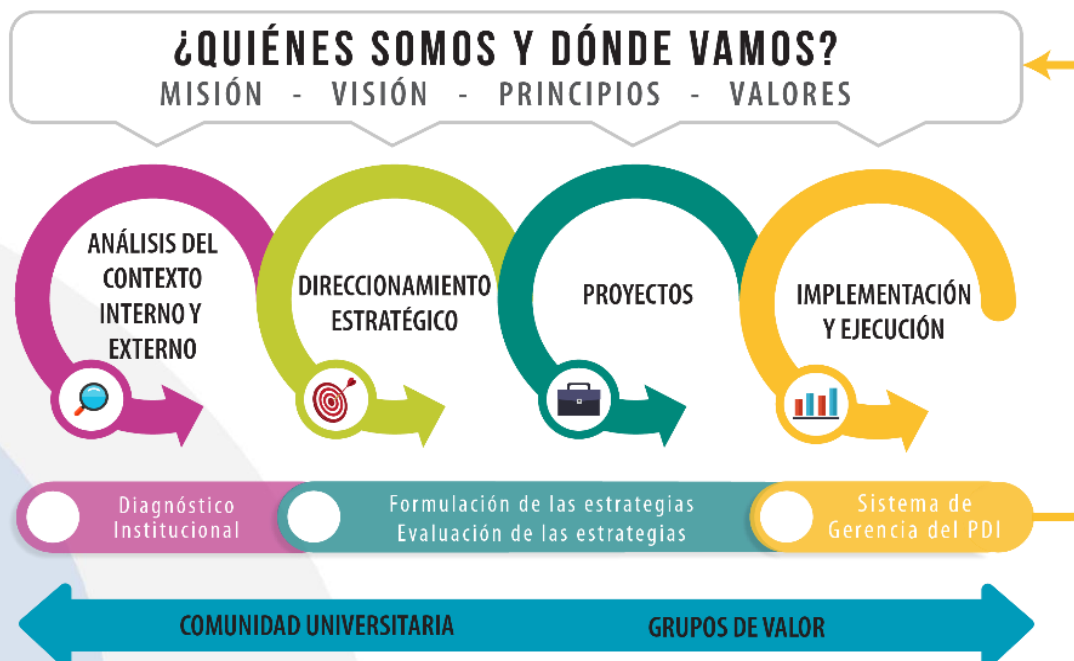 ¿QUIÉNES SOMOS Y DÓNDE VAMOS?
MISIÓN - VISIÓN - PRINCIPIOS - VALORES
ANÁLISIS DEL
CONTEXTO
INTERNO Y
EXTERNO
DIRECCIONAMIENTO
ESTRATÉGICO
PROYECTOS
IMPLEMENTACIÓN
Y EJECUCIÓN
Diagnóstico
Institucional
Formulación de las estrategias
Evaluación de las estrategias
Sistema de
Gerencia del PDI
COMUNIDAD UNIVERSITARIA
GRUPOS DE VALOR